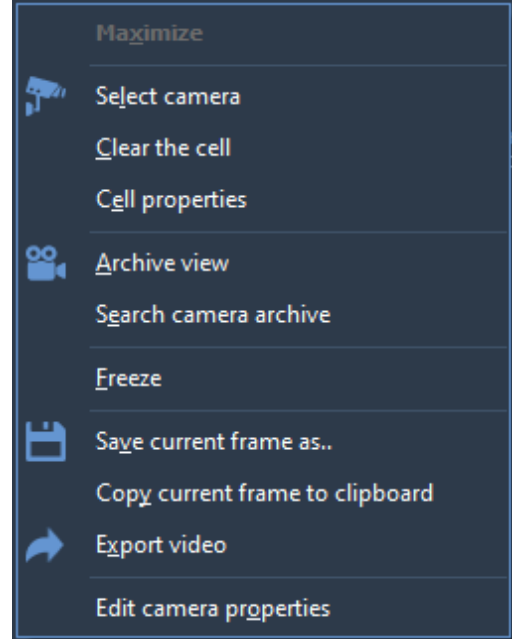 Maximize
Select camera
Clear the cell
Cell properties
Archive view
Search camera archive
Freeze
Save current frame as..
Copy current frame to clipboard
Export video
Edit camera properties